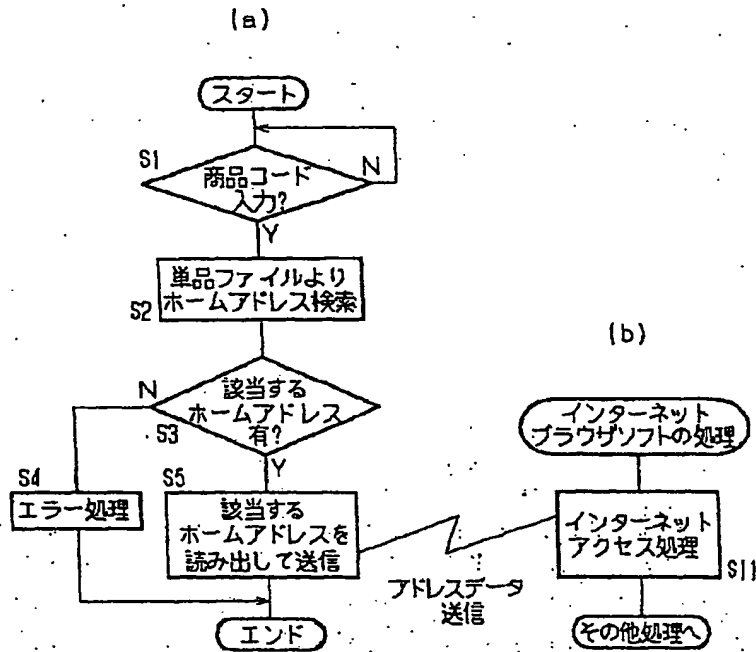 (a)
スタート
S1
商品コード
入力?
N
Y
単品ファイルより
ホームアドレス検索
S2
N
該当する
ホームアドレス
有?
S3
Y
S4
エラー処理
S5
該当する
ホームアドレスを
読み出して送信
エンド
アドレスデータ
送信
(b)
インターネット
ブラウザソフトの処理
インターネット
アクセス処理
S11
その他処理へ